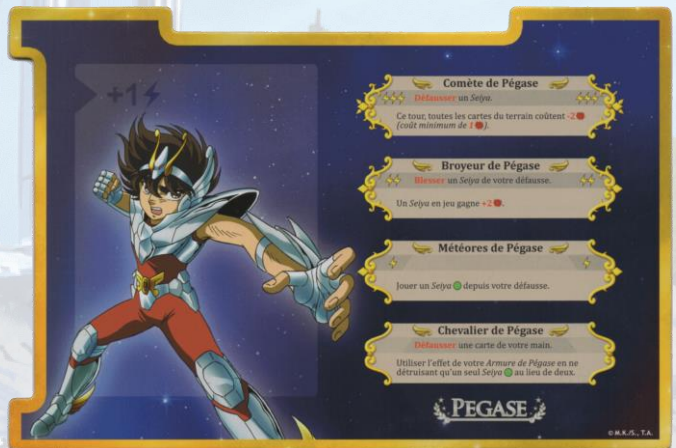 +1
Comète de Pégase
Défausser un Seiya.
Ce tour, toutes les cartes du terrain coûtent -2
(coût minimum de 1).
Broyeur de Pégase
Blesser un Seiya de votre défausse.
Un Seiya en jeu gagne +2.
Météores de Pégase
Jouer un Seiya depuis votre défausse.
Chevalier de Pégase
Défausser une carte de votre main.
Utiliser l'effet de votre Armure de Pégase en ne
détruisant qu'un seul Seiya au lieu de deux.
PEGASE
© M.K./S., T.A.